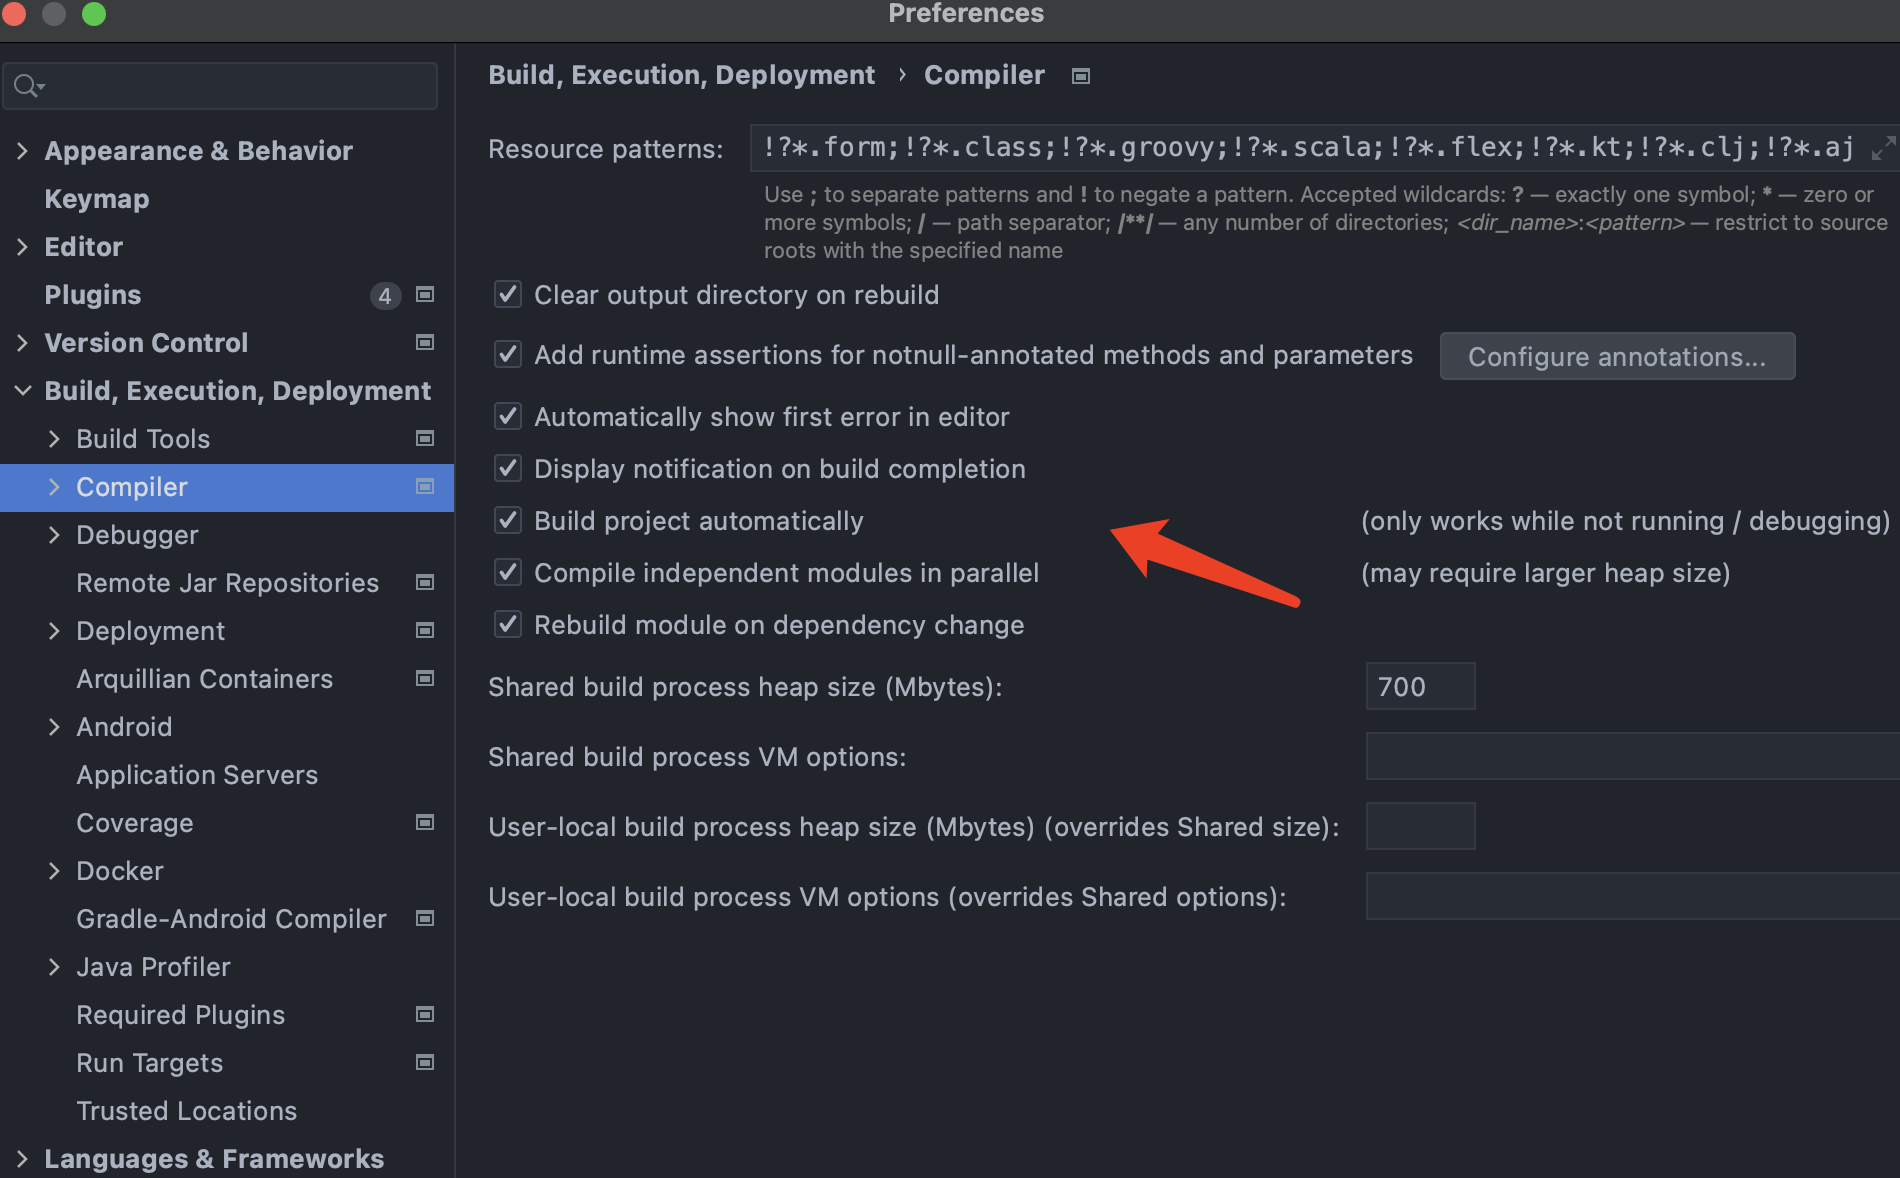 Preferences
Appearance & Behavior
Keymap
Editor
Plugins 4
Version Control
Build, Execution, Deployment
Build Tools
Compiler
Debugger
Remote Jar Repositories
Deployment
Arquillian Containers
Android
Application Servers
Coverage
Docker
Gradle-Android Compiler
Java Profiler
Required Plugins
Run Targets
Trusted Locations
Languages & Frameworks
Build, Execution, Deployment › Compiler
Resource patterns: !?*.form;!?*.class;!?*.groovy;!?*.scala;!?*.flex;!?*.kt;!?*.clj;!?*.aj
Use ; to separate patterns and ! to negate a pattern. Accepted wildcards: ? — exactly one symbol; * — zero or
more symbols; / — path separator; /**/ — any number of directories; <dir_name>:<pattern> — restrict to source
roots with the specified name
Clear output directory on rebuild
Add runtime assertions for notnull-annotated methods and parameters Configure annotations...
Automatically show first error in editor
Display notification on build completion
Build project automatically (only works while not running / debugging)
Compile independent modules in parallel (may require larger heap size)
Rebuild module on dependency change
Shared build process heap size (Mbytes): 700
Shared build process VM options:
User-local build process heap size (Mbytes) (overrides Shared size):
User-local build process VM options (overrides Shared options):